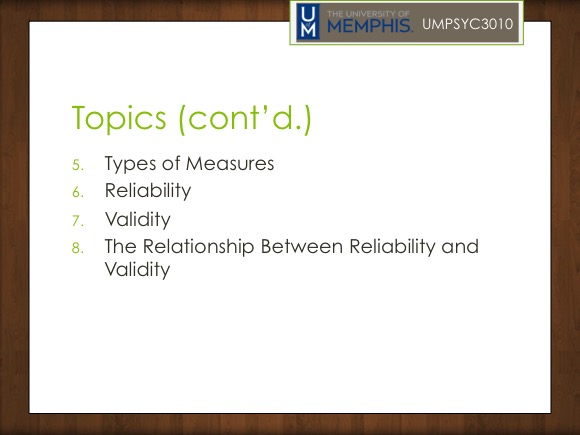 UM
THE UNIVERSITY OF
MEMPHIS.
UMPSYC3010
Topics (cont’d.)
5. Types of Measures
6. Reliability
7. Validity
8. The Relationship Between Reliability and
Validity